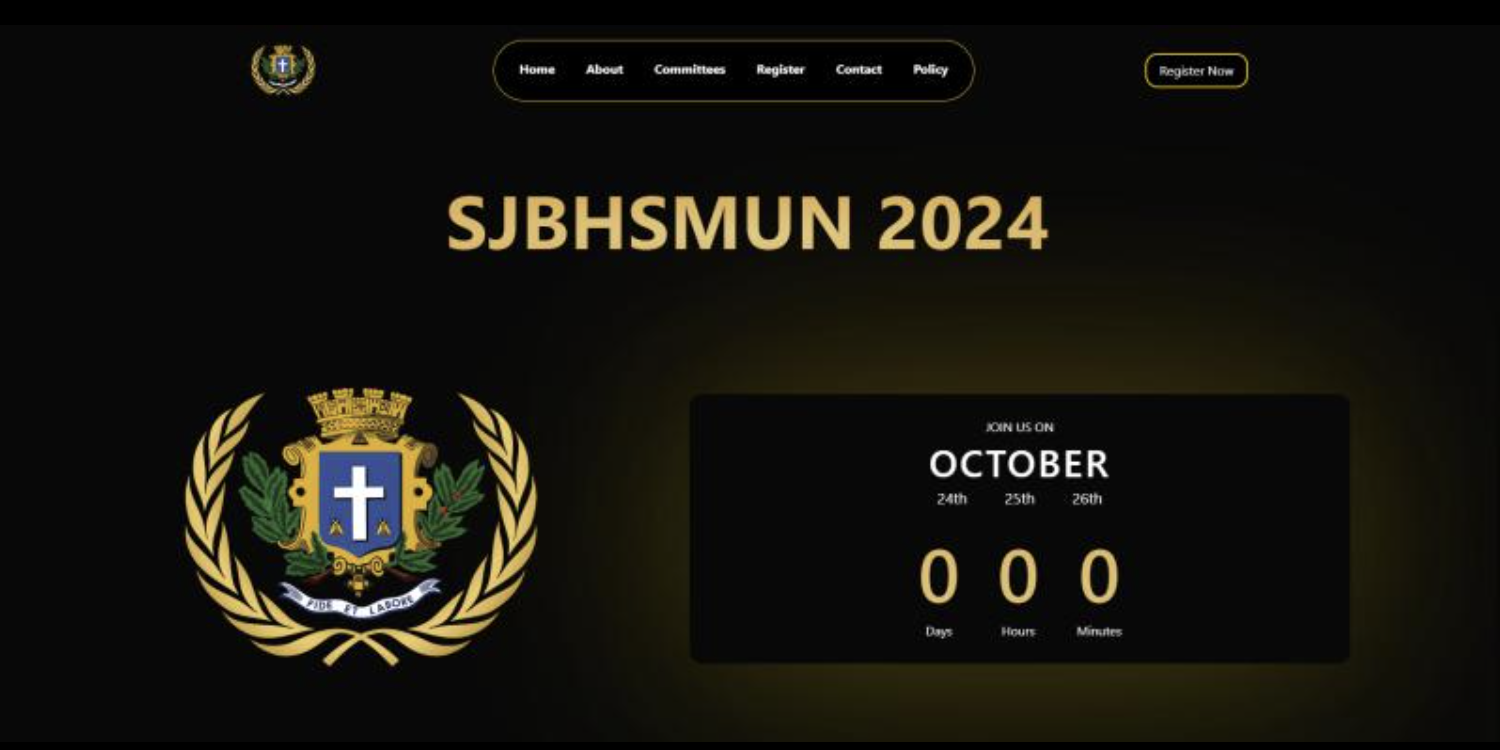 Home About Committees Register Contact Policy
Register Now
SJBHSMUN 2024
FIDE ET LABORE
JOIN US ON
OCTOBER
24th 25th 26th
0 0 0
Days Hours Minutes